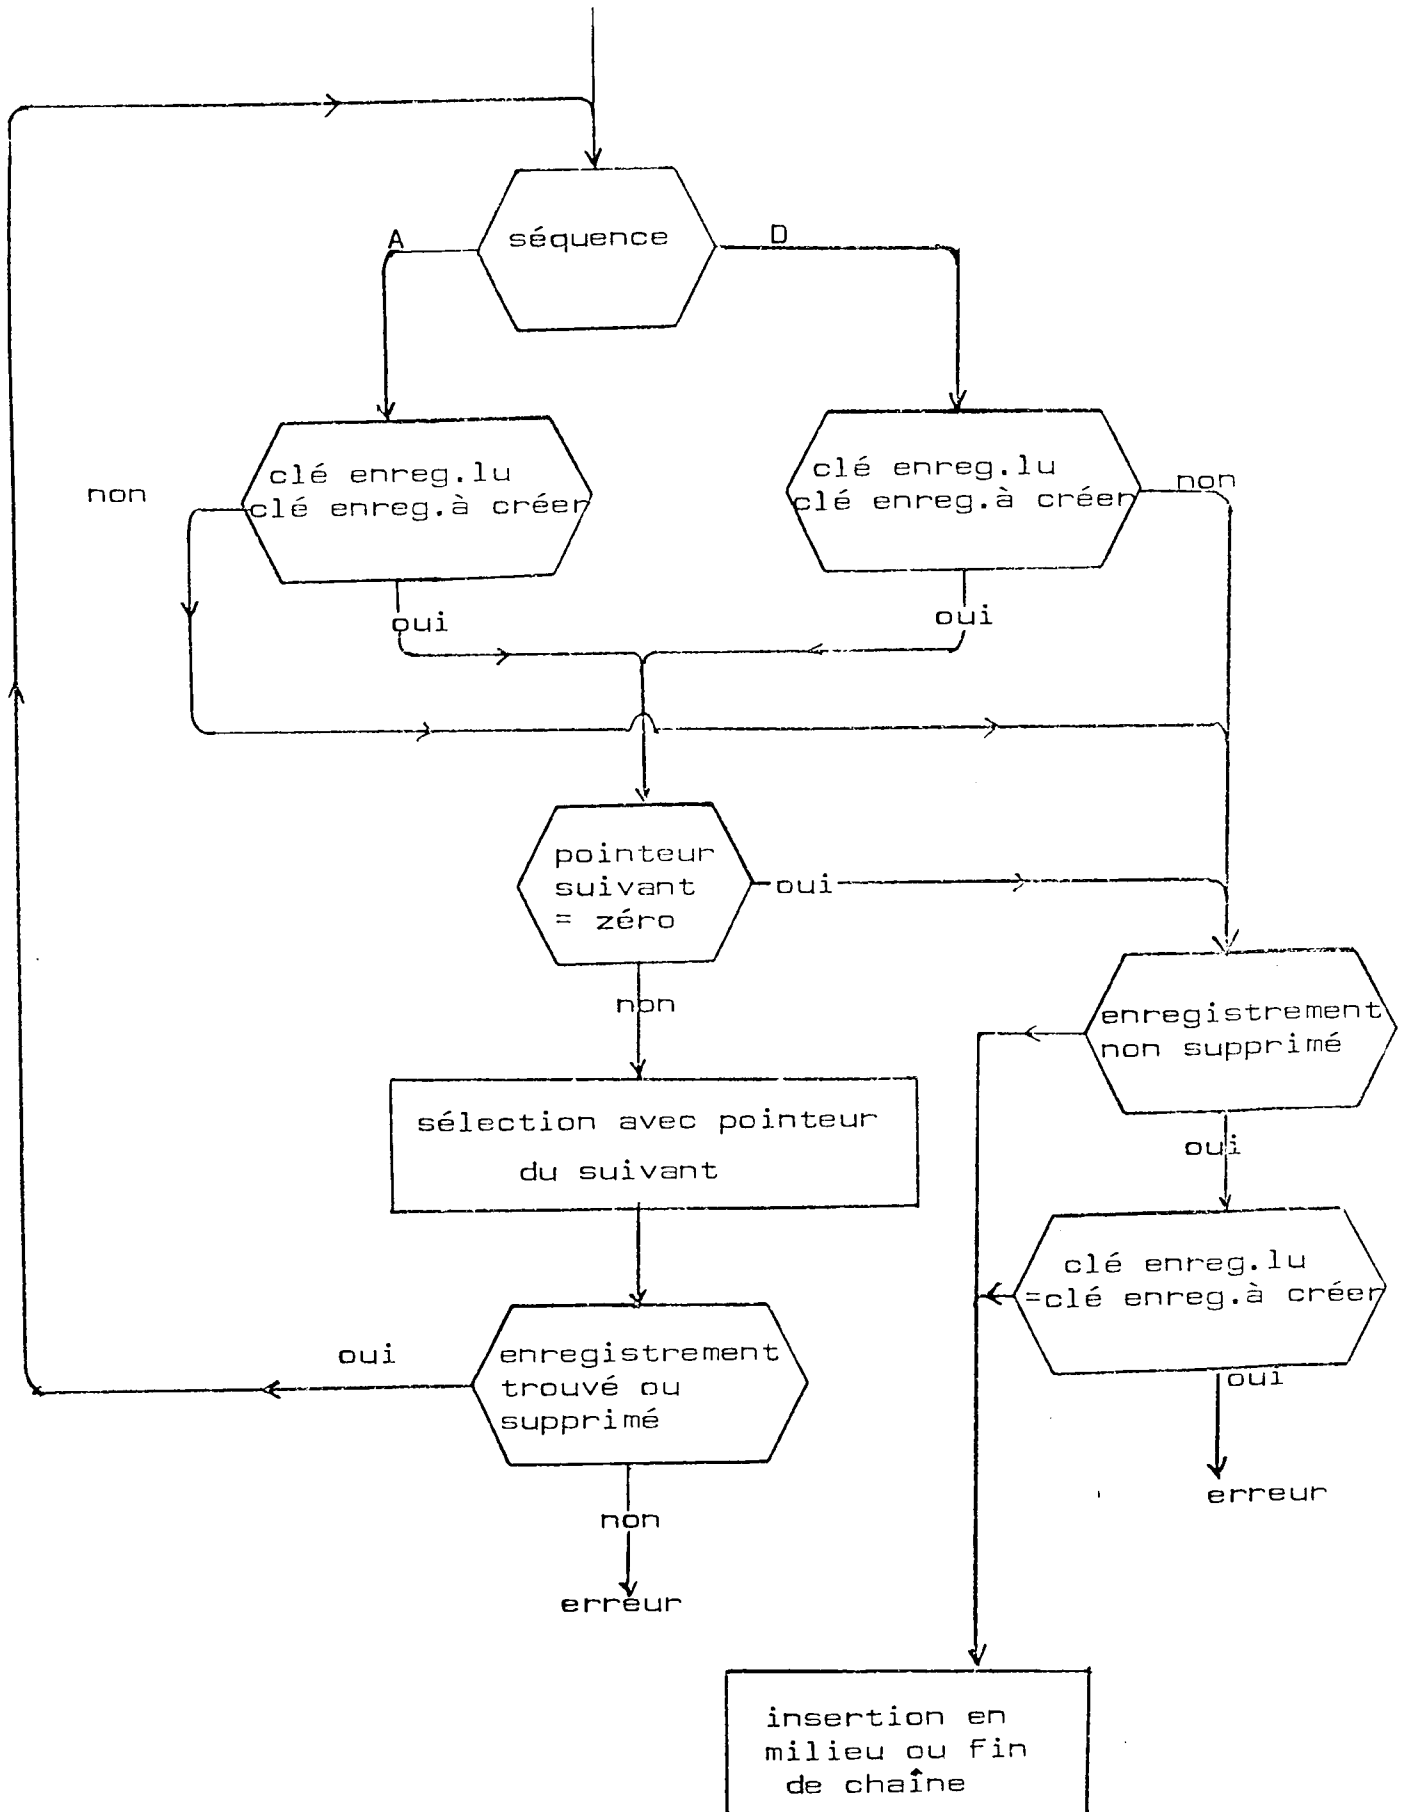 séquence
A
D
clé enreg.lu
clé enreg.à créer
non
oui
clé enreg.lu
clé enreg.à créer
non
oui
pointeur
suivant
= zéro
oui
non
enregistrement
non supprimé
oui
sélection avec pointeur
du suivant
clé enreg.lu
=clé enreg.à créer
oui
erreur
enregistrement
trouvé ou
supprimé
oui
non
erreur
insertion en
milieu ou fin
de chaîne